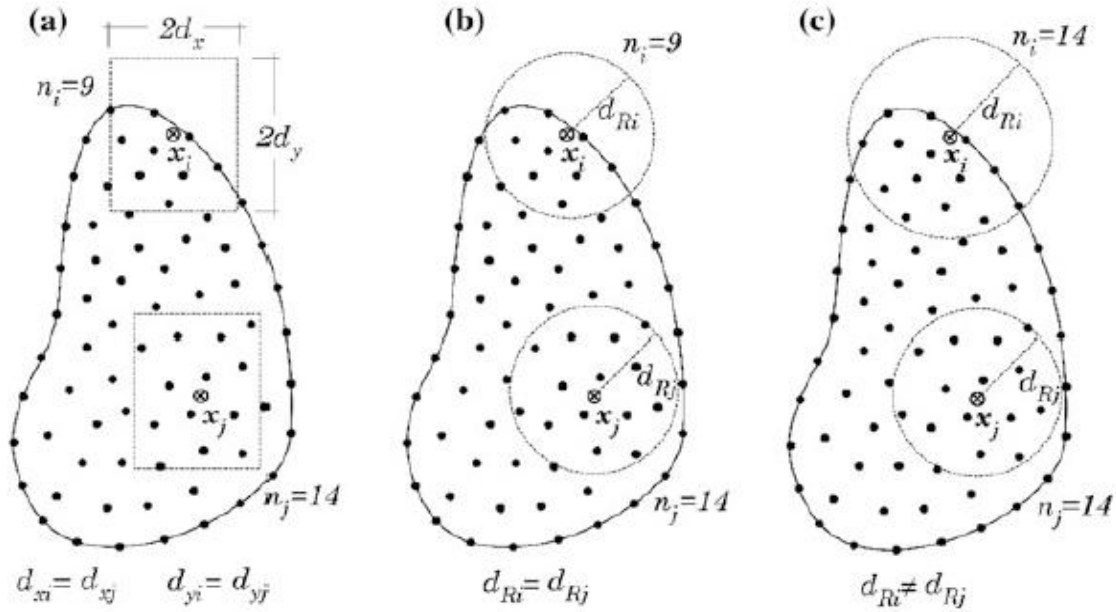 (a)
2d_x
n_i=9
2d_y
x_i
x_j
n_j=14
d_xi= d_xj d_yi= d_yj
(b)
n_i=9
d_Ri
x_i
d_Rj
x_j
n_j=14
d_Ri= d_Rj
(c)
n_i=14
d_Ri
x_i
d_Rj
x_j
n_j=14
d_Ri≠ d_Rj